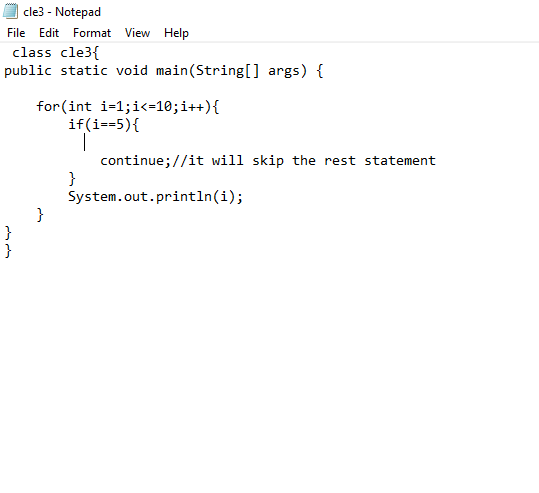 cle3 - Notepad
File Edit Format View Help
class cle3{
public static void main(String[] args) {
for(int i=1;i<=10;i++){
if(i==5){
continue;//it will skip the rest statement
}
System.out.println(i);
}
}
}